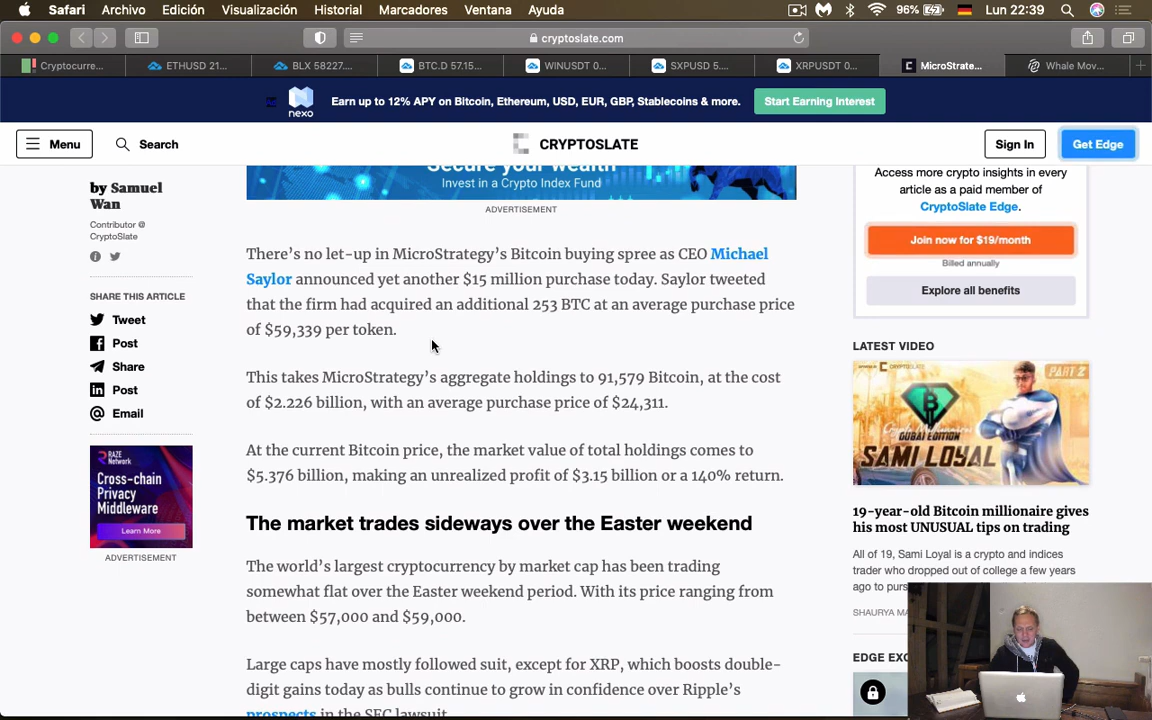 Safari Archivo Edición Visualización Historial Marcadores Ventana Ayuda 96% Lun 22:39
cryptoslate.com
Cryptocurre... ETHUSD 21... BLX 58227.... BTC.D 57.15... WINUSDT 0... SXPUSD 5.... XRPUSDT 0... MicroStrate... Whale Mov...
nexo Earn up to 12% APY on Bitcoin, Ethereum, USD, EUR, GBP, Stablecoins & more. Start Earning Interest
Menu Search CRYPTOSLATE Sign In Get Edge
by Samuel
Wan
Contributor @
CryptoSlate
SHARE THIS ARTICLE
Tweet
Post
Share
Post
Email
RAZE
Network
Cross-chain
Privacy
Middleware
Learn More
ADVERTISEMENT
Secure your wealth
Invest in a Crypto Index Fund
ADVERTISEMENT
There's no let-up in MicroStrategy's Bitcoin buying spree as CEO Michael
Saylor announced yet another $15 million purchase today. Saylor tweeted
that the firm had acquired an additional 253 BTC at an average purchase price
of $59,339 per token.
This takes MicroStrategy's aggregate holdings to 91,579 Bitcoin, at the cost
of $2.226 billion, with an average purchase price of $24,311.
At the current Bitcoin price, the market value of total holdings comes to
$5.376 billion, making an unrealized profit of $3.15 billion or a 140% return.
The market trades sideways over the Easter weekend
The world's largest cryptocurrency by market cap has been trading
somewhat flat over the Easter weekend period. With its price ranging from
between $57,000 and $59,000.
Large caps have mostly followed suit, except for XRP, which boosts double-
digit gains today as bulls continue to grow in confidence over Ripple's
prospects in the SEC lawsuit.
Access more crypto insights in every
article as a paid member of
CryptoSlate Edge.
Join now for $19/month
Billed annually
Explore all benefits
LATEST VIDEO
CRYPTOSLATE
PART 2
DUBAI EDITION
SAMI LOYAL
19-year-old Bitcoin millionaire gives
his most UNUSUAL tips on trading
All of 19, Sami Loyal is a crypto and indices
trader who dropped out of college a few years
ago to purs
SHAURYA MA
EDGE EXC